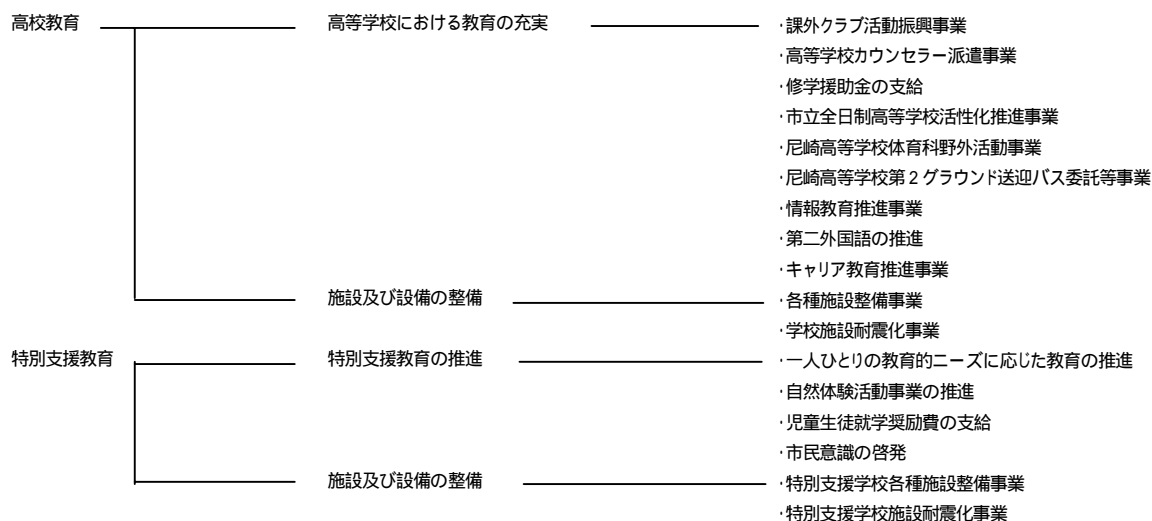 高校教育 高等学校における教育の充実 ·課外クラブ活動振興事業
·高等学校カウンセラー派遣事業
·修学援助金の支給
·市立全日制高等学校活性化推進事業
·尼崎高等学校体育科野外活動事業
·尼崎高等学校第2グラウンド送迎バス委託等事業
·情報教育推進事業
·第二外国語の推進
·キャリア教育推進事業
施設及び設備の整備 ·各種施設整備事業
·学校施設耐震化事業
特別支援教育 特別支援教育の推進 ·一人ひとりの教育的ニーズに応じた教育の推進
·自然体験活動事業の推進
·児童生徒就学奨励費の支給
·市民意識の啓発
施設及び設備の整備 ·特別支援学校各種施設整備事業
·特別支援学校施設耐震化事業